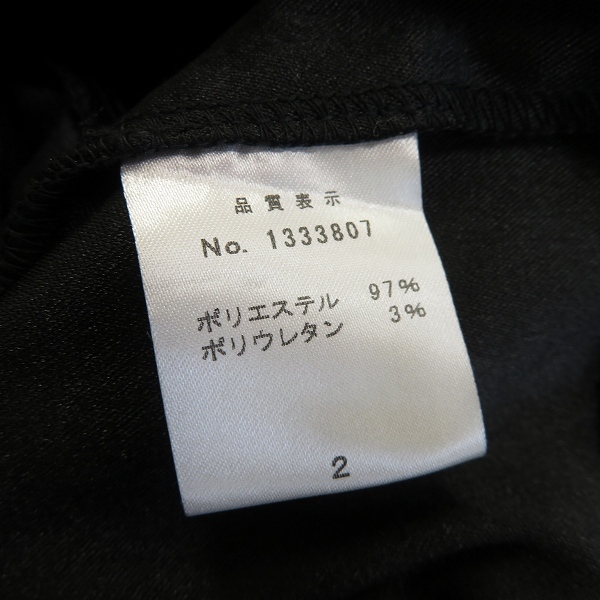 品質表示
No. 1333807
ポリエステル 97%
ポリウレタン 3%
2